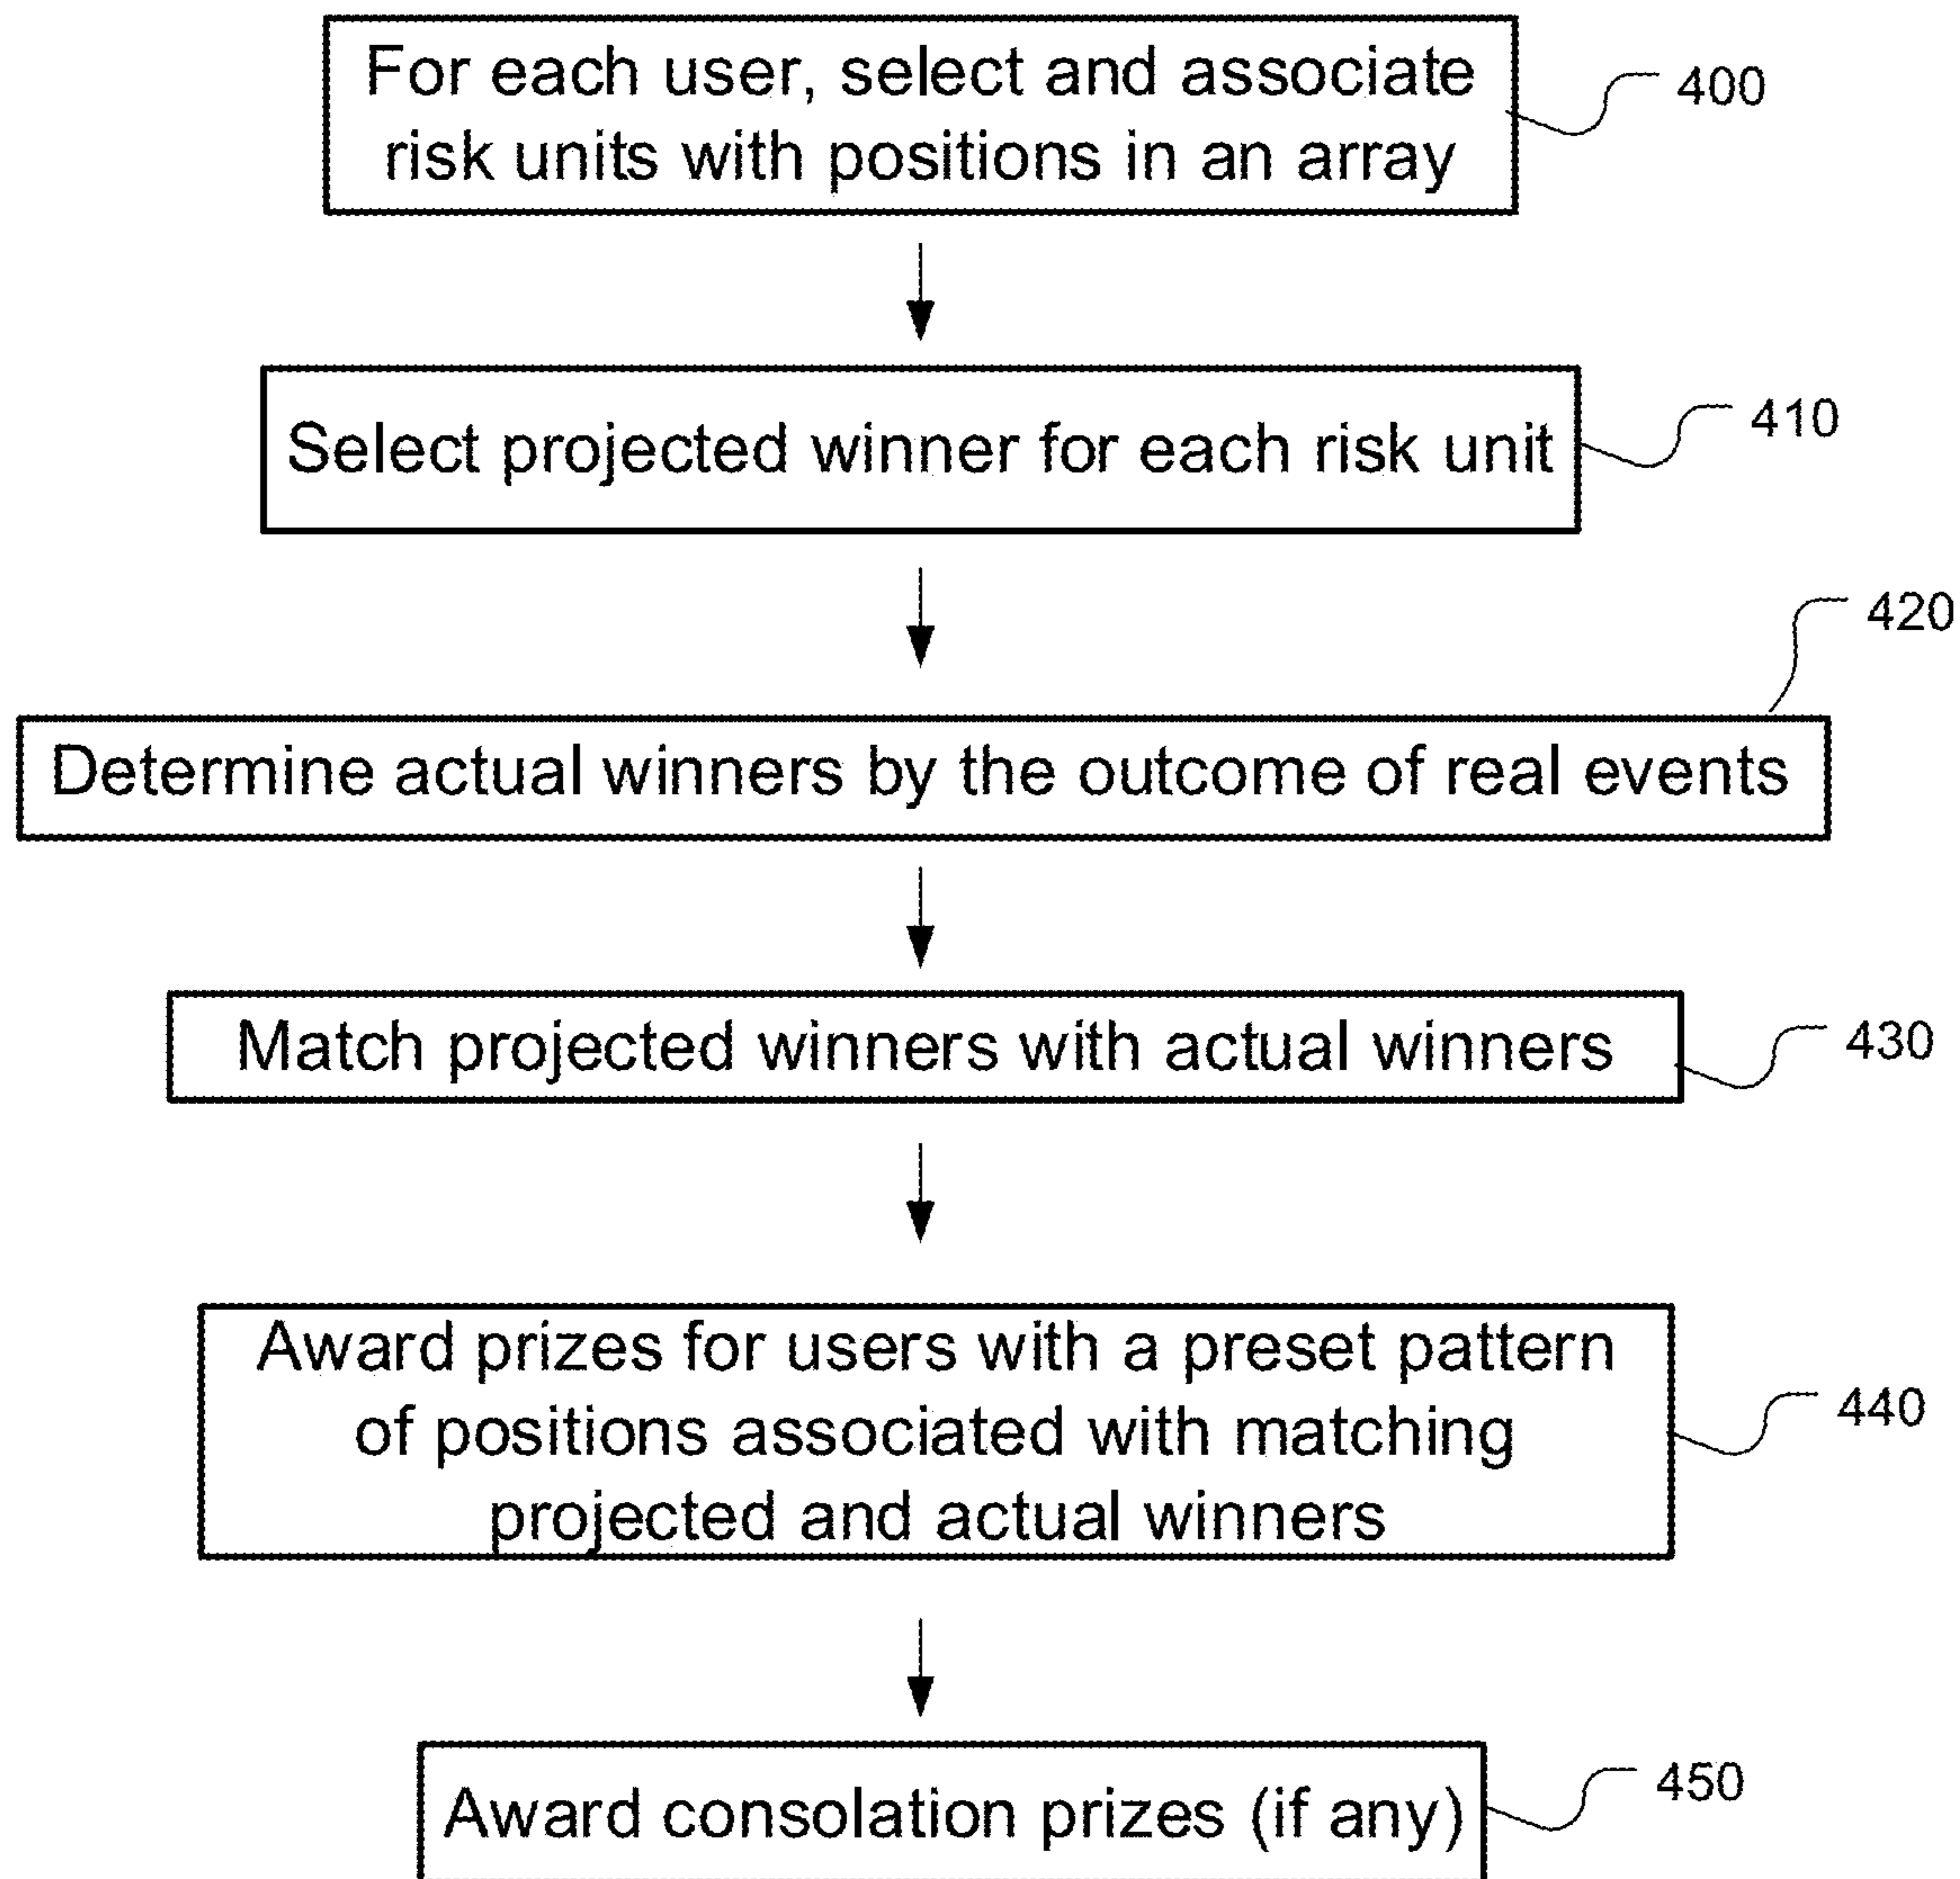 For each user, select and associate
risk units with positions in an array
400
Select projected winner for each risk unit
410
420
Determine actual winners by the outcome of real events
Match projected winners with actual winners
430
Award prizes for users with a preset pattern
of positions associated with matching
projected and actual winners
440
Award consolation prizes (if any)
450